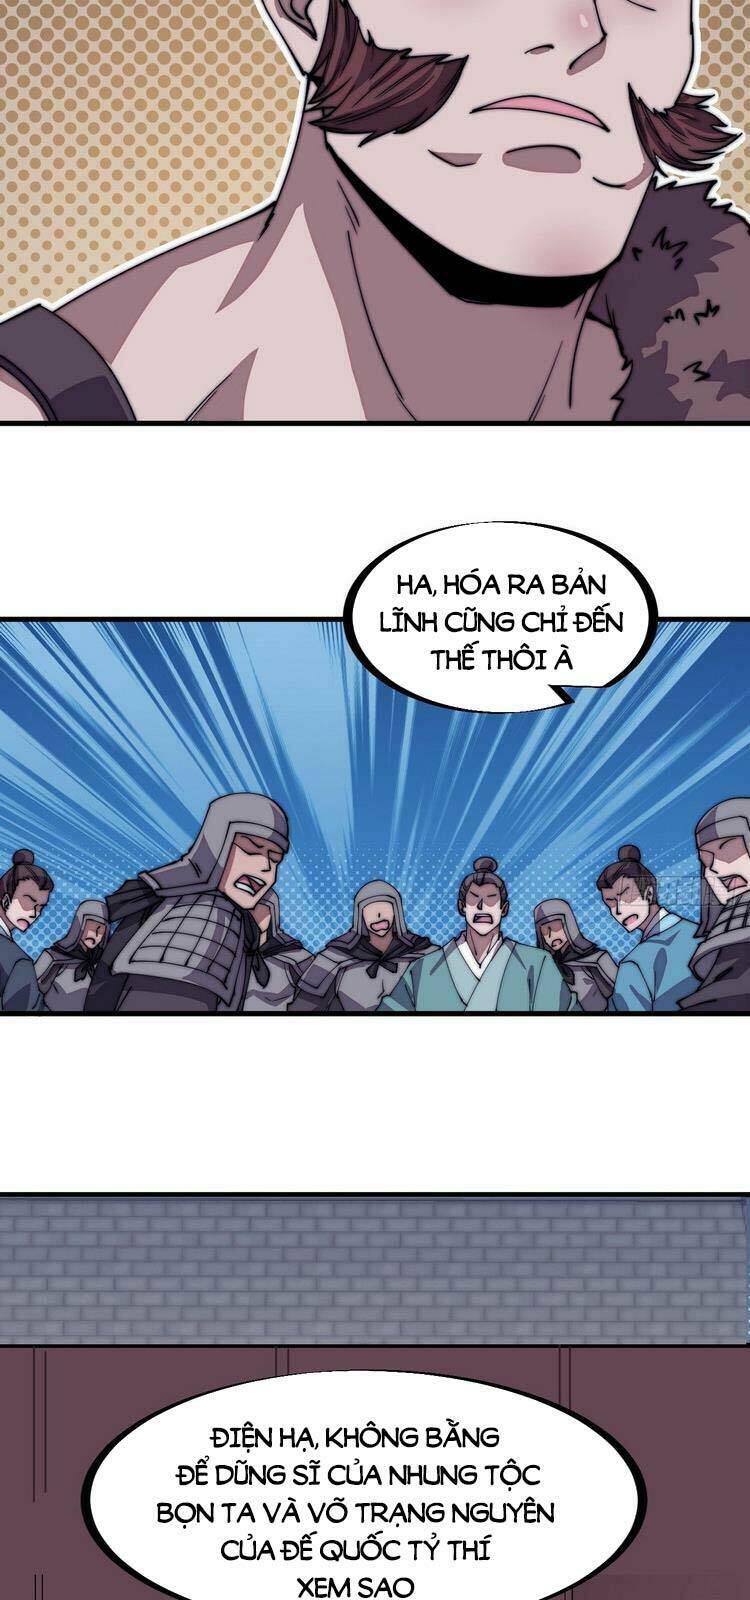 HA, HÓA RA BẢN
LĨNH CŨNG CHỈ ĐẾN
THẾ THÔI À
ĐIỆN HẠ, KHÔNG BẰNG
ĐỂ DŨNG SĨ CỦA NHUNG TỘC
BỌN TA VÀ VÕ TRẠNG NGUYÊN
CỦA ĐẾ QUỐC TỶ THÍ
XEM SAO